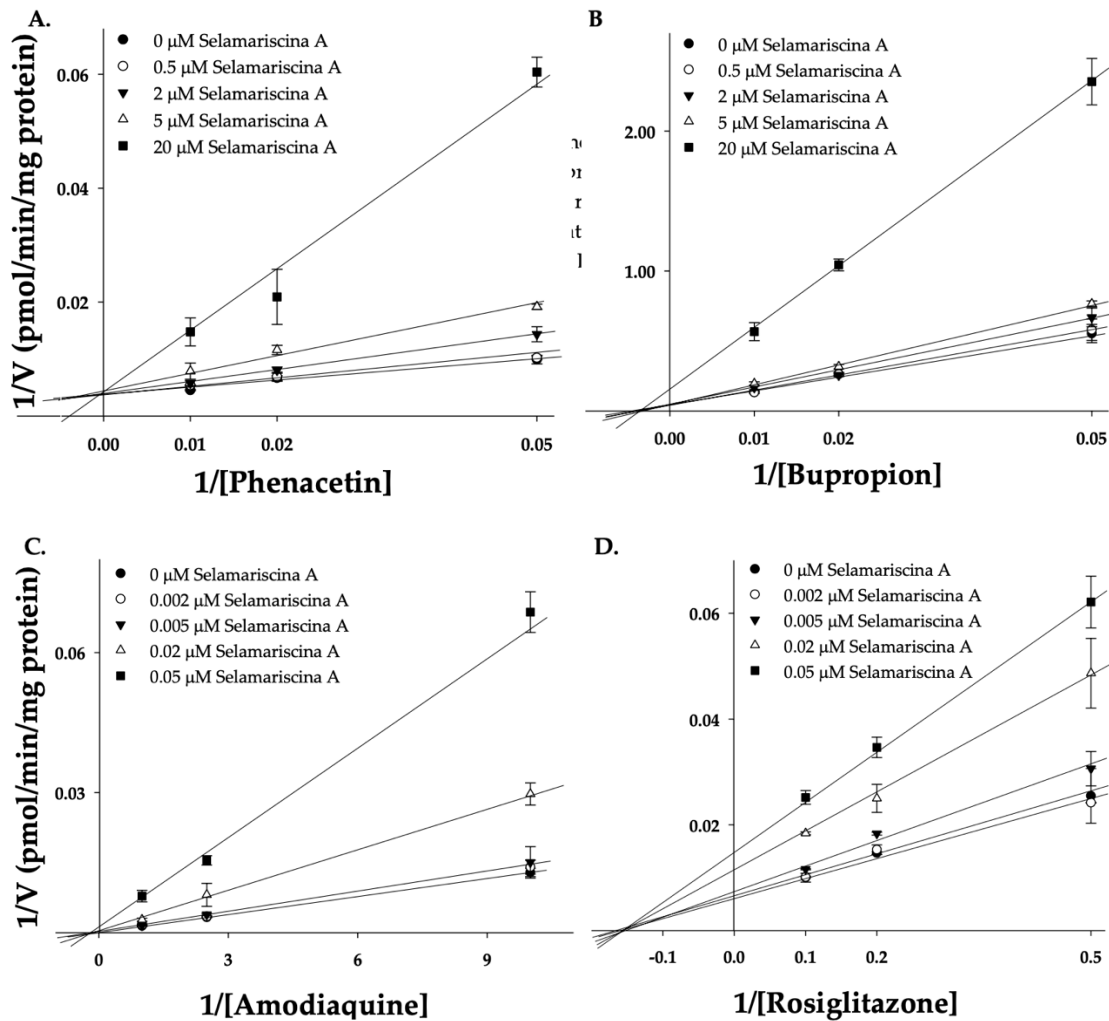 A.
0 µM Selamariscina A
0.5 µM Selamariscina A
2 µM Selamariscina A
5 µM Selamariscina A
20 µM Selamariscina A
1/V (pmol/min/mg protein)
0.06
0.04
0.02
0.00 0.01 0.02 0.05
1/[Phenacetin]
B
0 µM Selamariscina A
0.5 µM Selamariscina A
2 µM Selamariscina A
5 µM Selamariscina A
20 µM Selamariscina A
2.00
1.00
0.00 0.01 0.02 0.05
1/[Bupropion]
C.
0 µM Selamariscina A
0.002 µM Selamariscina A
0.005 µM Selamariscina A
0.02 µM Selamariscina A
0.05 µM Selamariscina A
1/V (pmol/min/mg protein)
0.06
0.03
0 3 6 9
1/[Amodiaquine]
D.
0 µM Selamariscina A
0.002 µM Selamariscina A
0.005 µM Selamariscina A
0.02 µM Selamariscina A
0.05 µM Selamariscina A
0.06
0.04
0.02
-0.1 0.0 0.1 0.2 0.5
1/[Rosiglitazone]